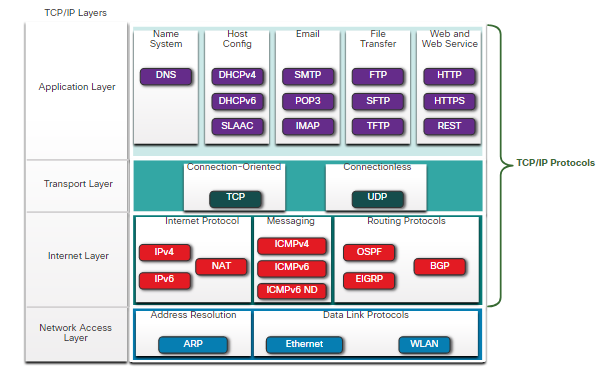 TCP/IP Layers
Application Layer
Name
System
DNS
Host
Config
DHCPv4
DHCPv6
SLAAC
Email
SMTP
POP3
IMAP
File
Transfer
FTP
SFTP
TFTP
Web and
Web Service
HTTP
HTTPS
REST
TCP/IP Protocols
Transport Layer
Connection-Oriented
TCP
Connectionless
UDP
Internet Layer
Internet Protocol
IPv4
NAT
IPv6
Messaging
ICMPv4
ICMPv6
ICMPv6 ND
Routing Protocols
OSPF
BGP
EIGRP
Network Access
Layer
Address Resolution
ARP
Data Link Protocols
Ethernet
WLAN